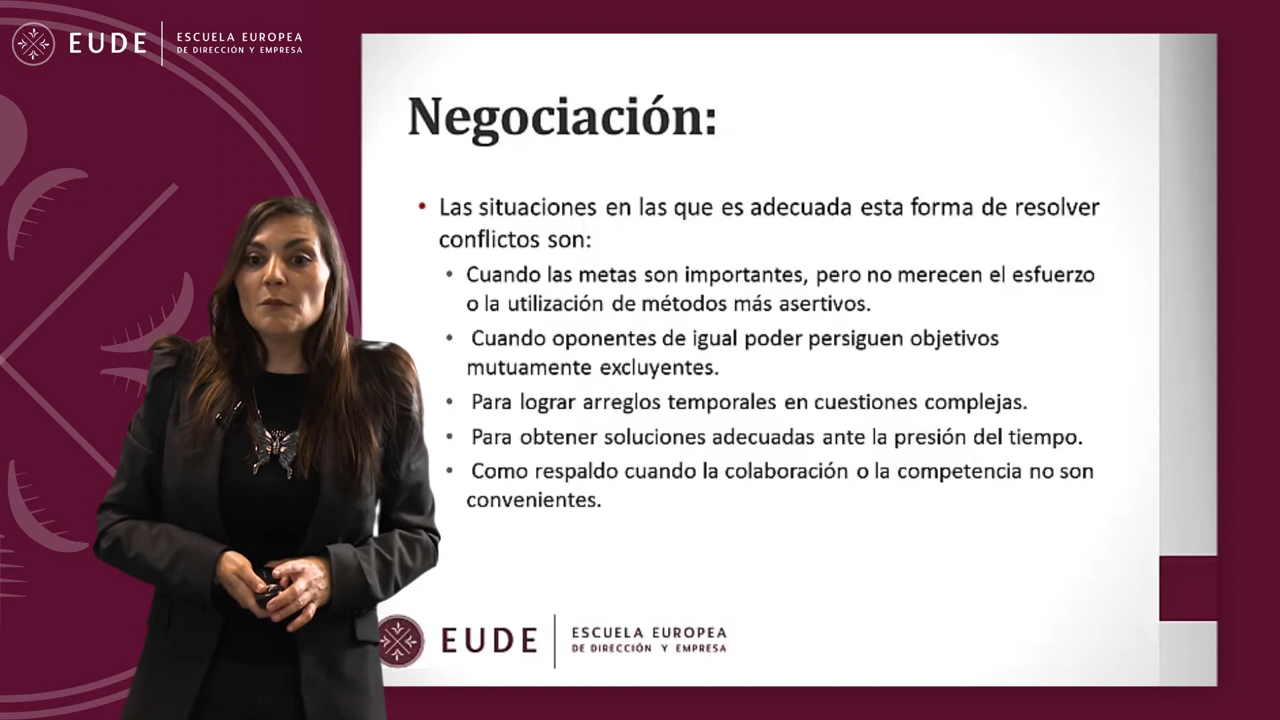 EUDE
ESCUELA EUROPEA
DE DIRECCIÓN Y EMPRESA
Negociación:
• Las situaciones en las que es adecuada esta forma de resolver
conflictos son:
• Cuando las metas son importantes, pero no merecen el esfuerzo
o la utilización de métodos más asertivos.
• Cuando oponentes de igual poder persiguen objetivos
mutuamente excluyentes.
• Para lograr arreglos temporales en cuestiones complejas.
• Para obtener soluciones adecuadas ante la presión del tiempo.
• Como respaldo cuando la colaboración o la competencia no son
convenientes.
EUDE
ESCUELA EUROPEA
DE DIRECCIÓN Y EMPRESA